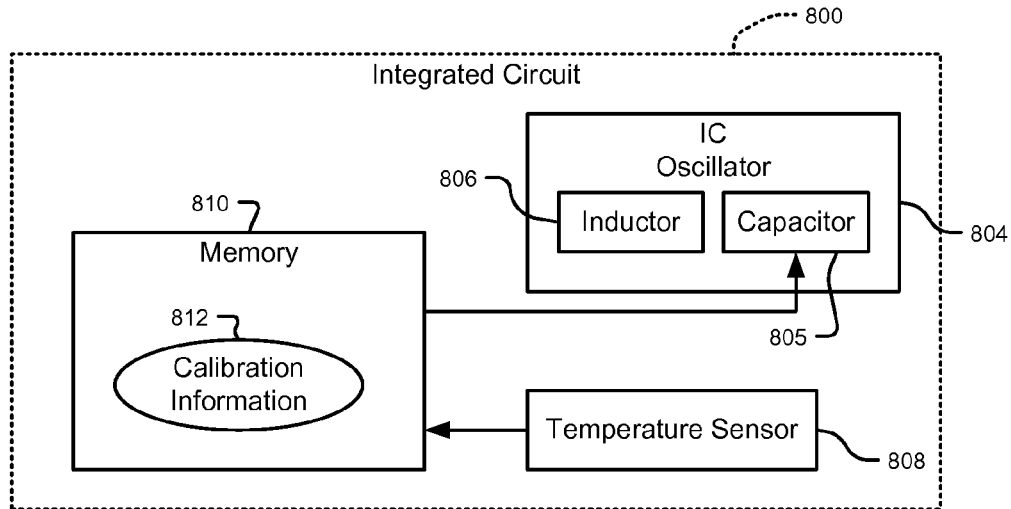 800
Integrated Circuit
IC
Oscillator
806
Inductor
Capacitor
804
810
Memory
805
812
Calibration
Information
Temperature Sensor
808